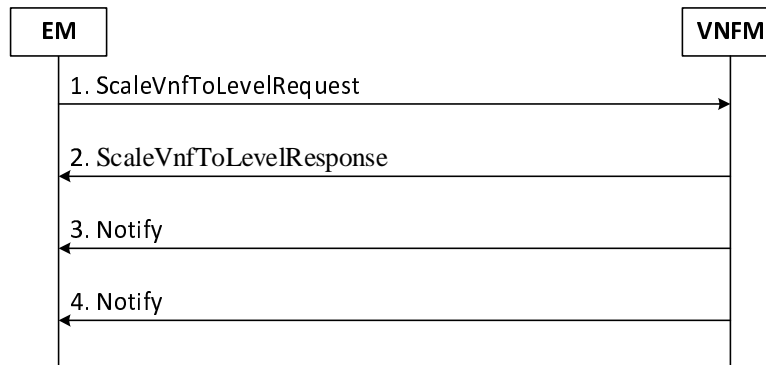 EM
VNFM
1. ScaleVnfToLevelRequest
2. ScaleVnfToLevelResponse
3. Notify
4. Notify